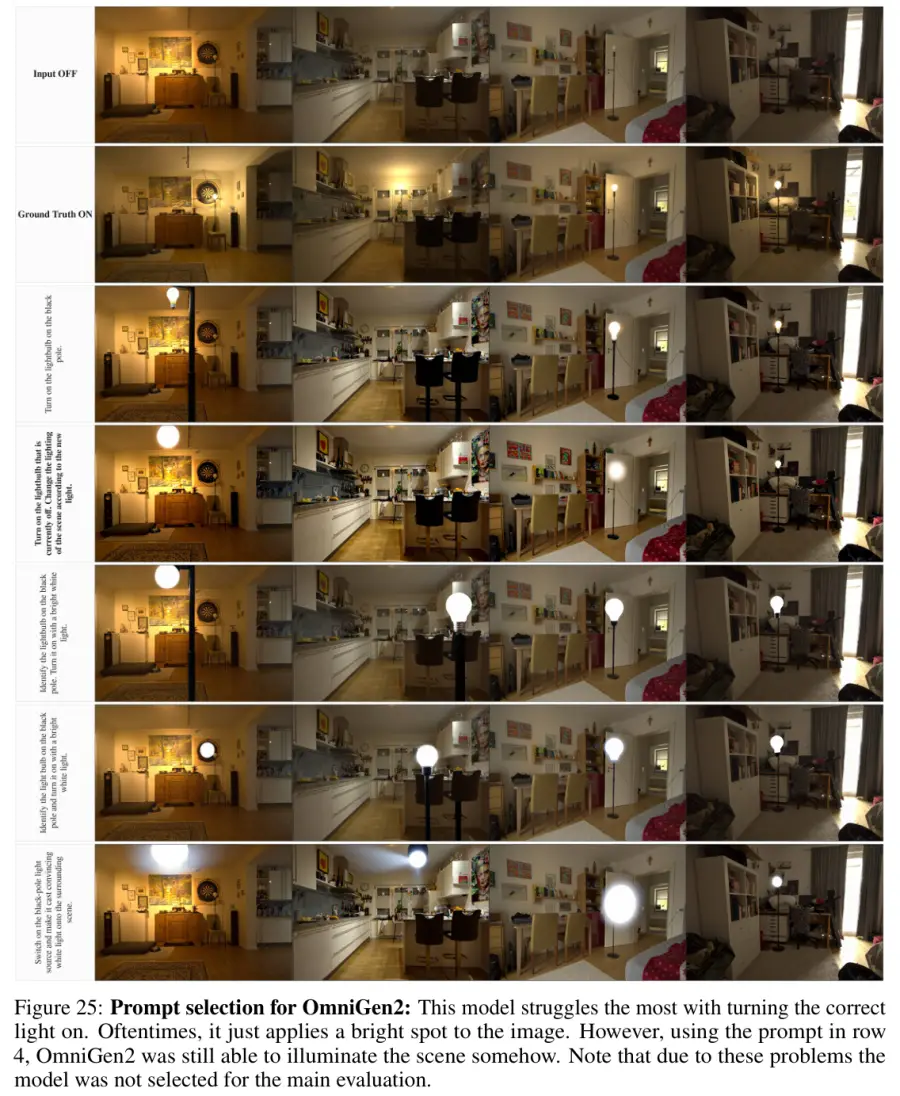 Input OFF
Ground Truth ON
Turn on the lightbulb on the black
pole.
Turn on the lightbulb that is
currently off. Change the lighting
of the scene according to the new
light.
Identify the lightbulb on the black
pole. Turn it on with a bright white
light.
Identify the light bulb on the black
pole and turn it on with a bright
white light.
Switch on the black-pole light
source and make it cast convincing
white light onto the surrounding
scene.
Figure 25: Prompt selection for OmniGen2: This model struggles the most with turning the correct
light on. Oftentimes, it just applies a bright spot to the image. However, using the prompt in row
4, OmniGen2 was still able to illuminate the scene somehow. Note that due to these problems the
model was not selected for the main evaluation.